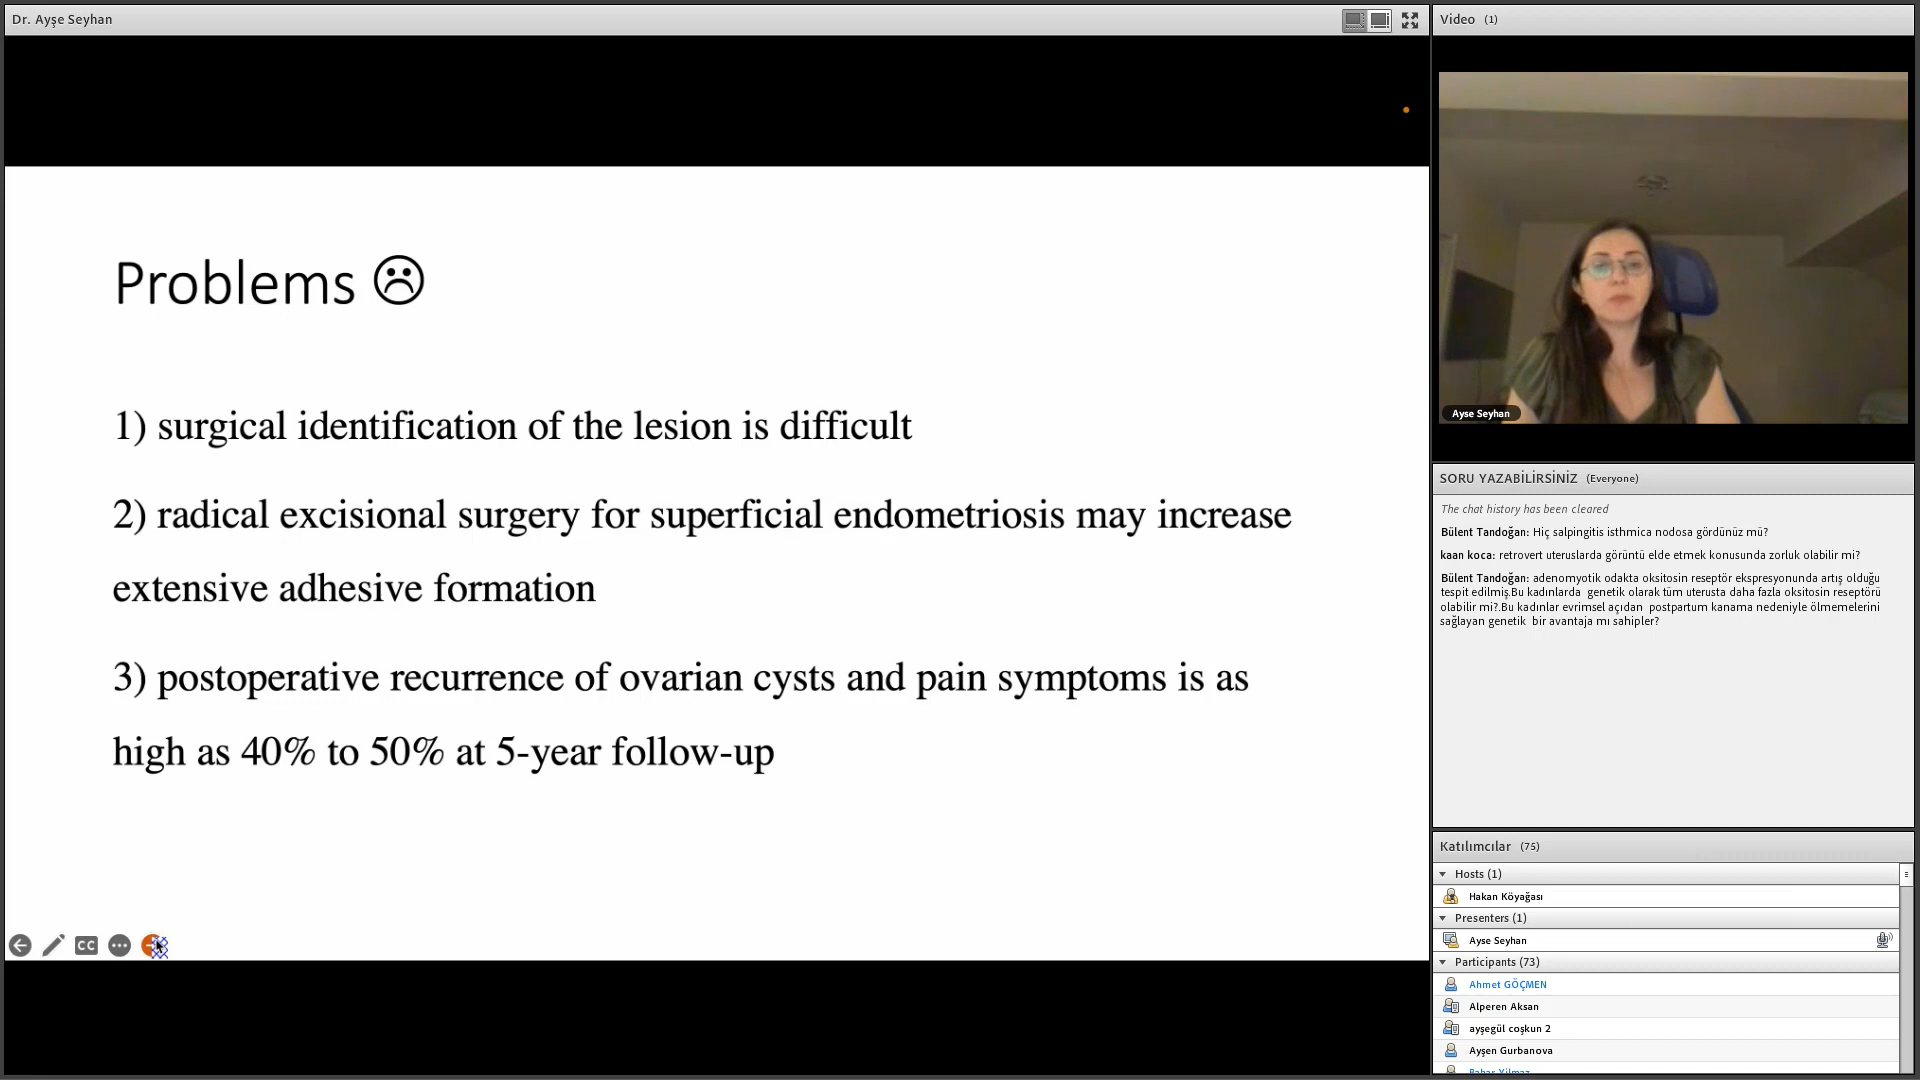 Dr. Ayşe Seyhan
Problems ☹
1) surgical identification of the lesion is difficult
2) radical excisional surgery for superficial endometriosis may increase
extensive adhesive formation
3) postoperative recurrence of ovarian cysts and pain symptoms is as
high as 40% to 50% at 5-year follow-up
CC
Video (1)
Ayse Seyhan
SORU YAZABİLİRSİNİZ (Everyone)
The chat history has been cleared
Bülent Tandoğan: Hiç salpingitis isthmica nodosa gördünüz mü?
kaan koca: retrovert uteruslarda görüntü elde etmek konusunda zorluk olabilir mi?
Bülent Tandoğan: adenomyotik odakta oksitosin reseptör ekspresyonunda artış olduğu
tespit edilmiş.Bu kadınlarda genetik olarak tüm uterusta daha fazla oksitosin reseptörü
olabilir mi?.Bu kadınlar evrimsel açıdan postpartum kanama nedeniyle ölmemelerini
sağlayan genetik bir avantaja mı sahipler?
Katılımcılar (75)
Hosts (1)
Hakan Köyağası
Presenters (1)
Ayse Seyhan
Participants (73)
Ahmet GÖÇMEN
Alperen Aksan
ayşegül coşkun 2
Ayşen Gurbanova